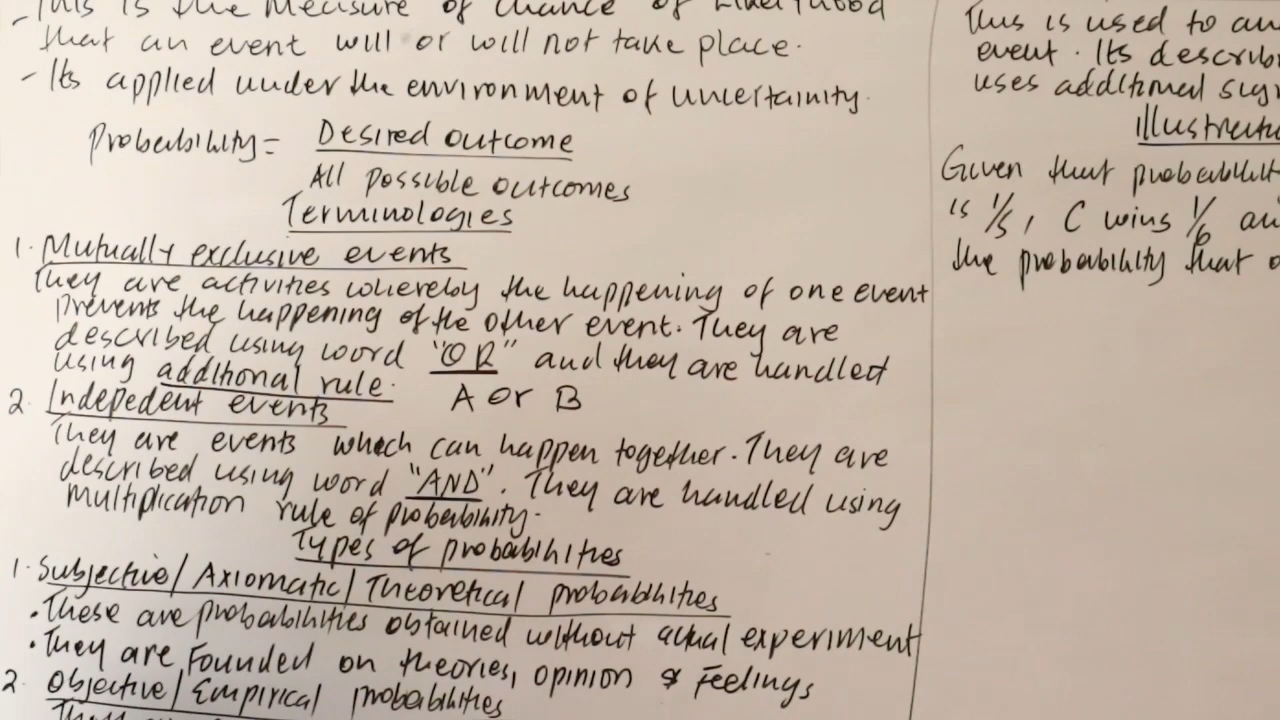 - This is the measure of chance of likelihood
that an event will or will not take place.
- Its applied under the environment of uncertainity.
Probability = Desired outcome
All possible outcomes
Terminologies
1. Mutually exclusive events
They are activities whereby the happening of one event
prevents the happening of the other event. They are
described using word "OR" and they are handled
using additional rule.
A or B
2. Indepedent events
They are events which can happen together. They are
described using word "AND". They are handled using
multiplication rule of probability.
Types of probabilities
1. Subjective/Axiomatic/Theoretical probabilities
• These are probabilities obtained without actual experiment
• They are founded on theories, opinion & Feelings
2. Objective/Empirical probabilities
This is used to
event. Its
uses additional
Given that
is 1/5, C wins 1/6
the probability that